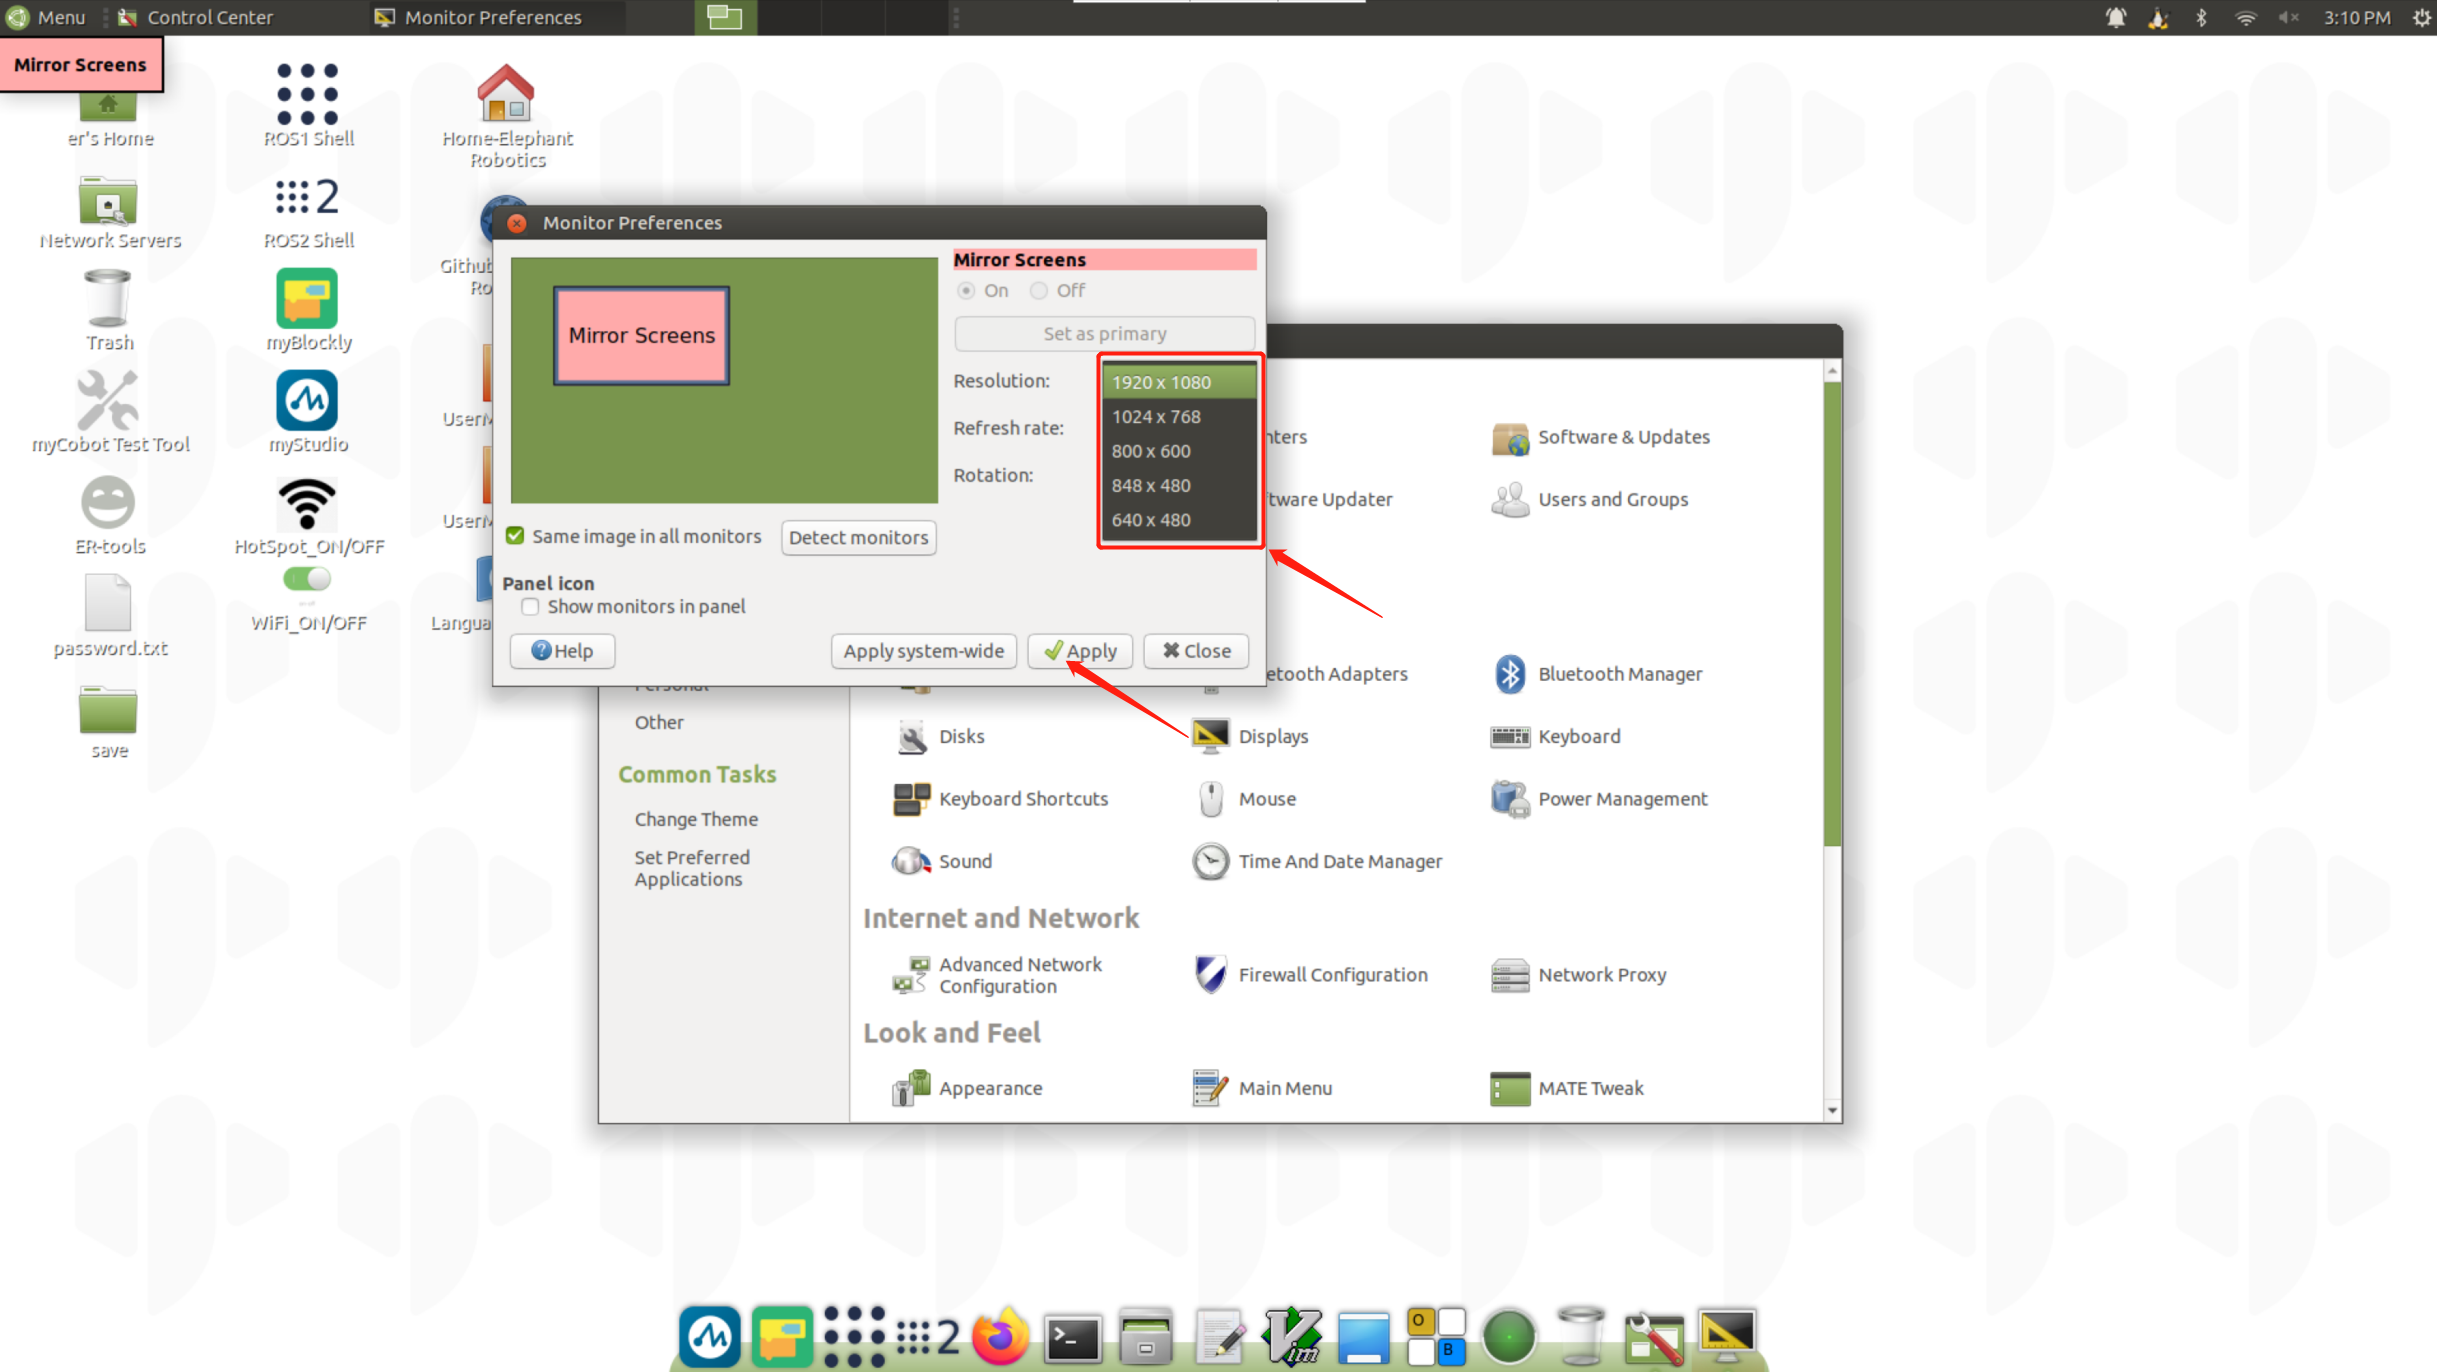 Menu Control Center Monitor Preferences 3:10 PM
Mirror Screens
er's Home
ROS1 Shell
Home-Elephant
Robotics
Network Servers
2
ROS2 Shell
Github
Ro
Trash
myBlockly
UserM
myCobot Test Tool
myStudio
UserM
ER-tools
HotSpot_ON/OFF
WiFi_ON/OFF
Langua
password.txt
save
Monitor Preferences
Mirror Screens
Mirror Screens
On Off
Set as primary
Resolution:
1920 x 1080
1024 x 768
Refresh rate:
800 x 600
Rotation:
848 x 480
640 x 480
Same image in all monitors
Detect monitors
Panel icon
Show monitors in panel
Help
Apply system-wide
Apply
Close
nters
Software & Updates
ftware Updater
Users and Groups
etooth Adapters
Bluetooth Manager
Personal
Other
Disks
Displays
Keyboard
Common Tasks
Keyboard Shortcuts
Mouse
Power Management
Change Theme
Set Preferred
Applications
Sound
Time And Date Manager
Internet and Network
Advanced Network
Configuration
Firewall Configuration
Network Proxy
Look and Feel
Appearance
Main Menu
MATE Tweak
2
>_
Vim
O
B